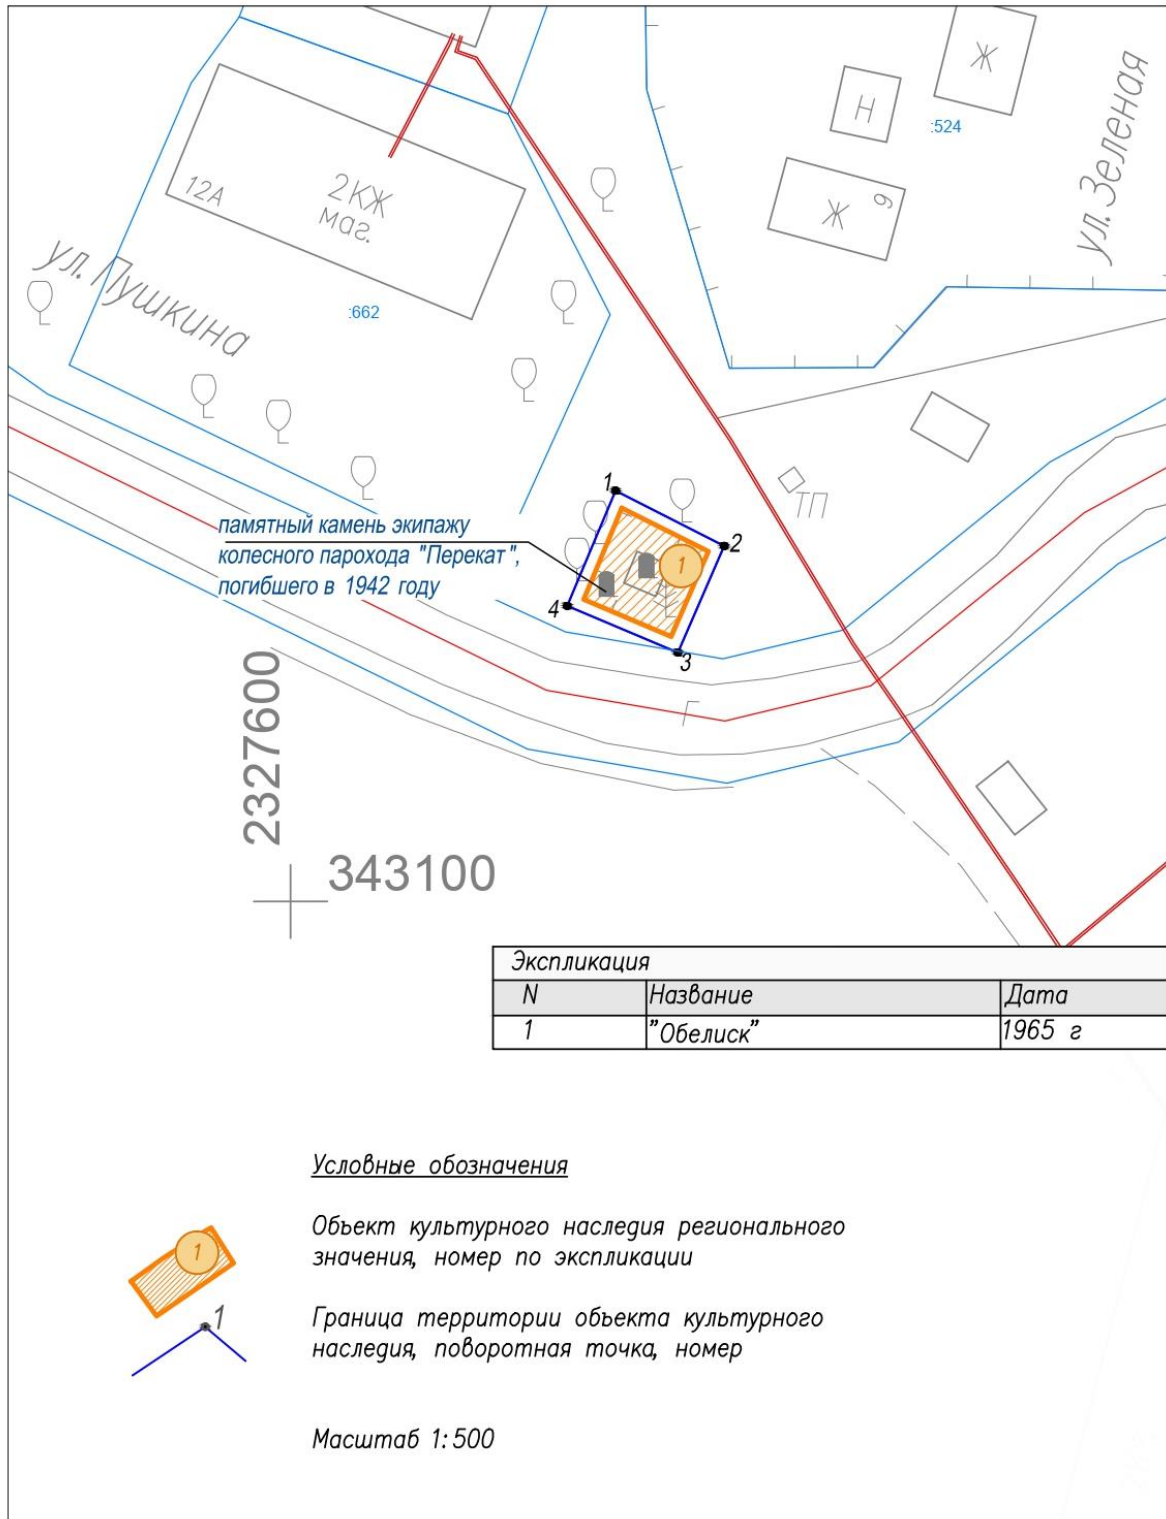 Ж
Н
:524
ул. Зеленая
Ж
9
12А
2КЖ
маг.
ул. Пушкина
:662
1
2
ТП
памятный камень экипажу
колесного парохода "Перекат",
погибшего в 1942 году
1
4
3
Г
2327600
343100
Экспликация
N Название Дата
1 "Обелиск" 1965 г
Условные обозначения
1
Объект культурного наследия регионального
значения, номер по экспликации
1
Граница территории объекта культурного
наследия, поворотная точка, номер
Масштаб 1:500